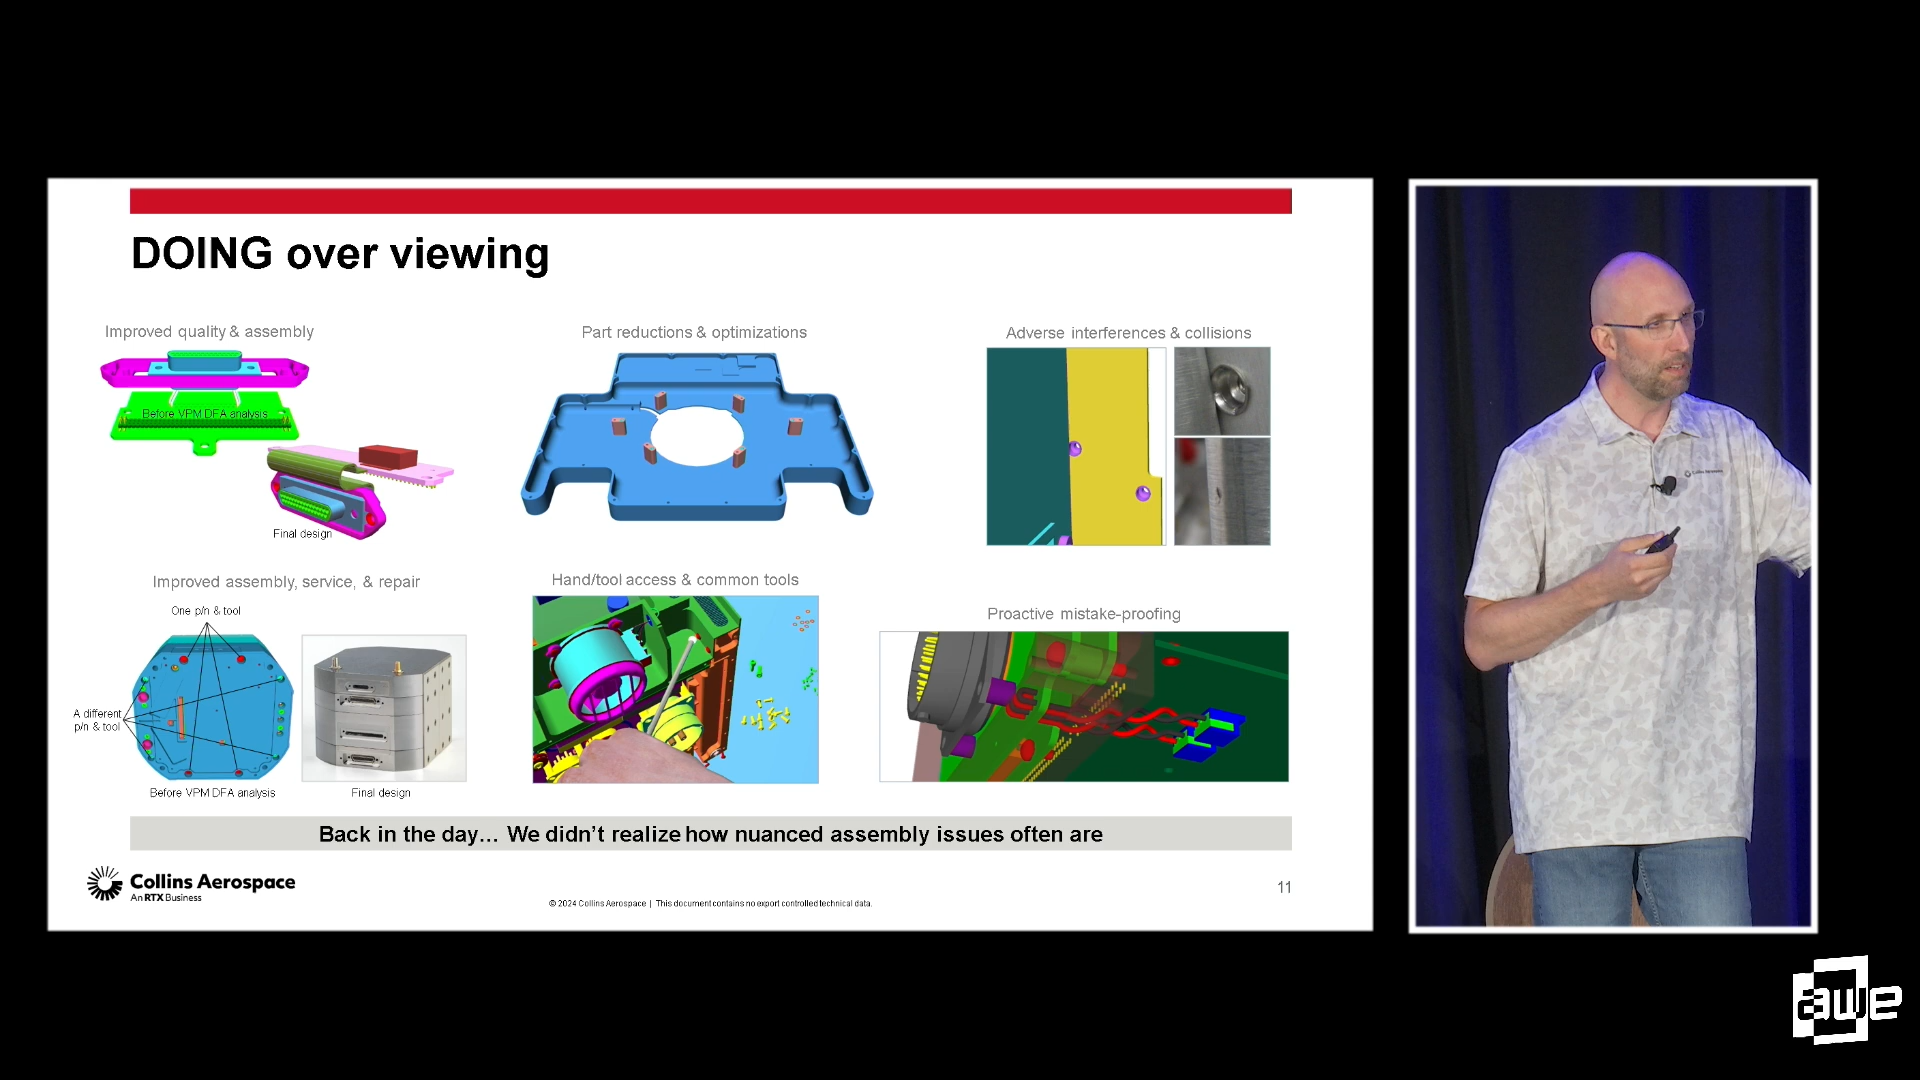 DOING over viewing
Improved quality & assembly
Before VPM DFA analysis
Final design
Part reductions & optimizations
Adverse interferences & collisions
Improved assembly, service, & repair
One p/n & tool
A different
p/n & tool
Before VPM DFA analysis
Final design
Hand/tool access & common tools
Proactive mistake-proofing
Back in the day... We didn't realize how nuanced assembly issues often are
Collins Aerospace
An RTX Business
© 2024 Collins Aerospace | This document contains no export controlled technical data.
11
Collins Aerospace
awe